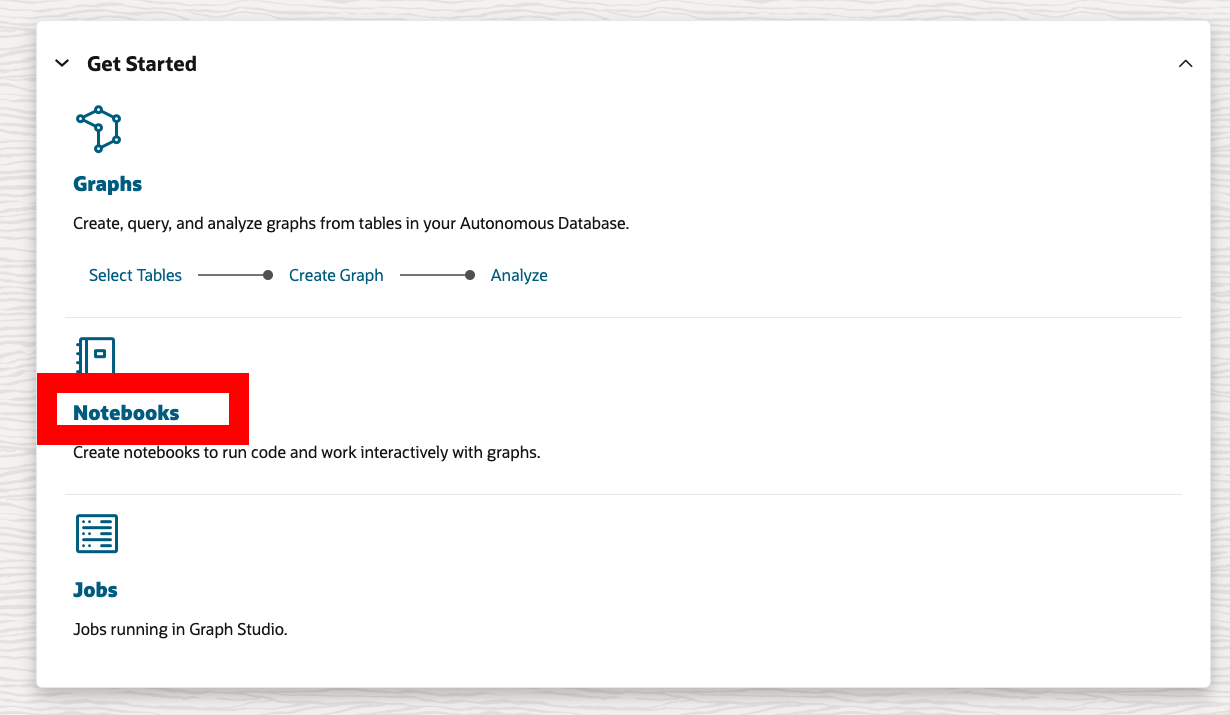 Get Started
Graphs
Create, query, and analyze graphs from tables in your Autonomous Database.
Select Tables Create Graph Analyze
Notebooks
Create notebooks to run code and work interactively with graphs.
Jobs
Jobs running in Graph Studio.